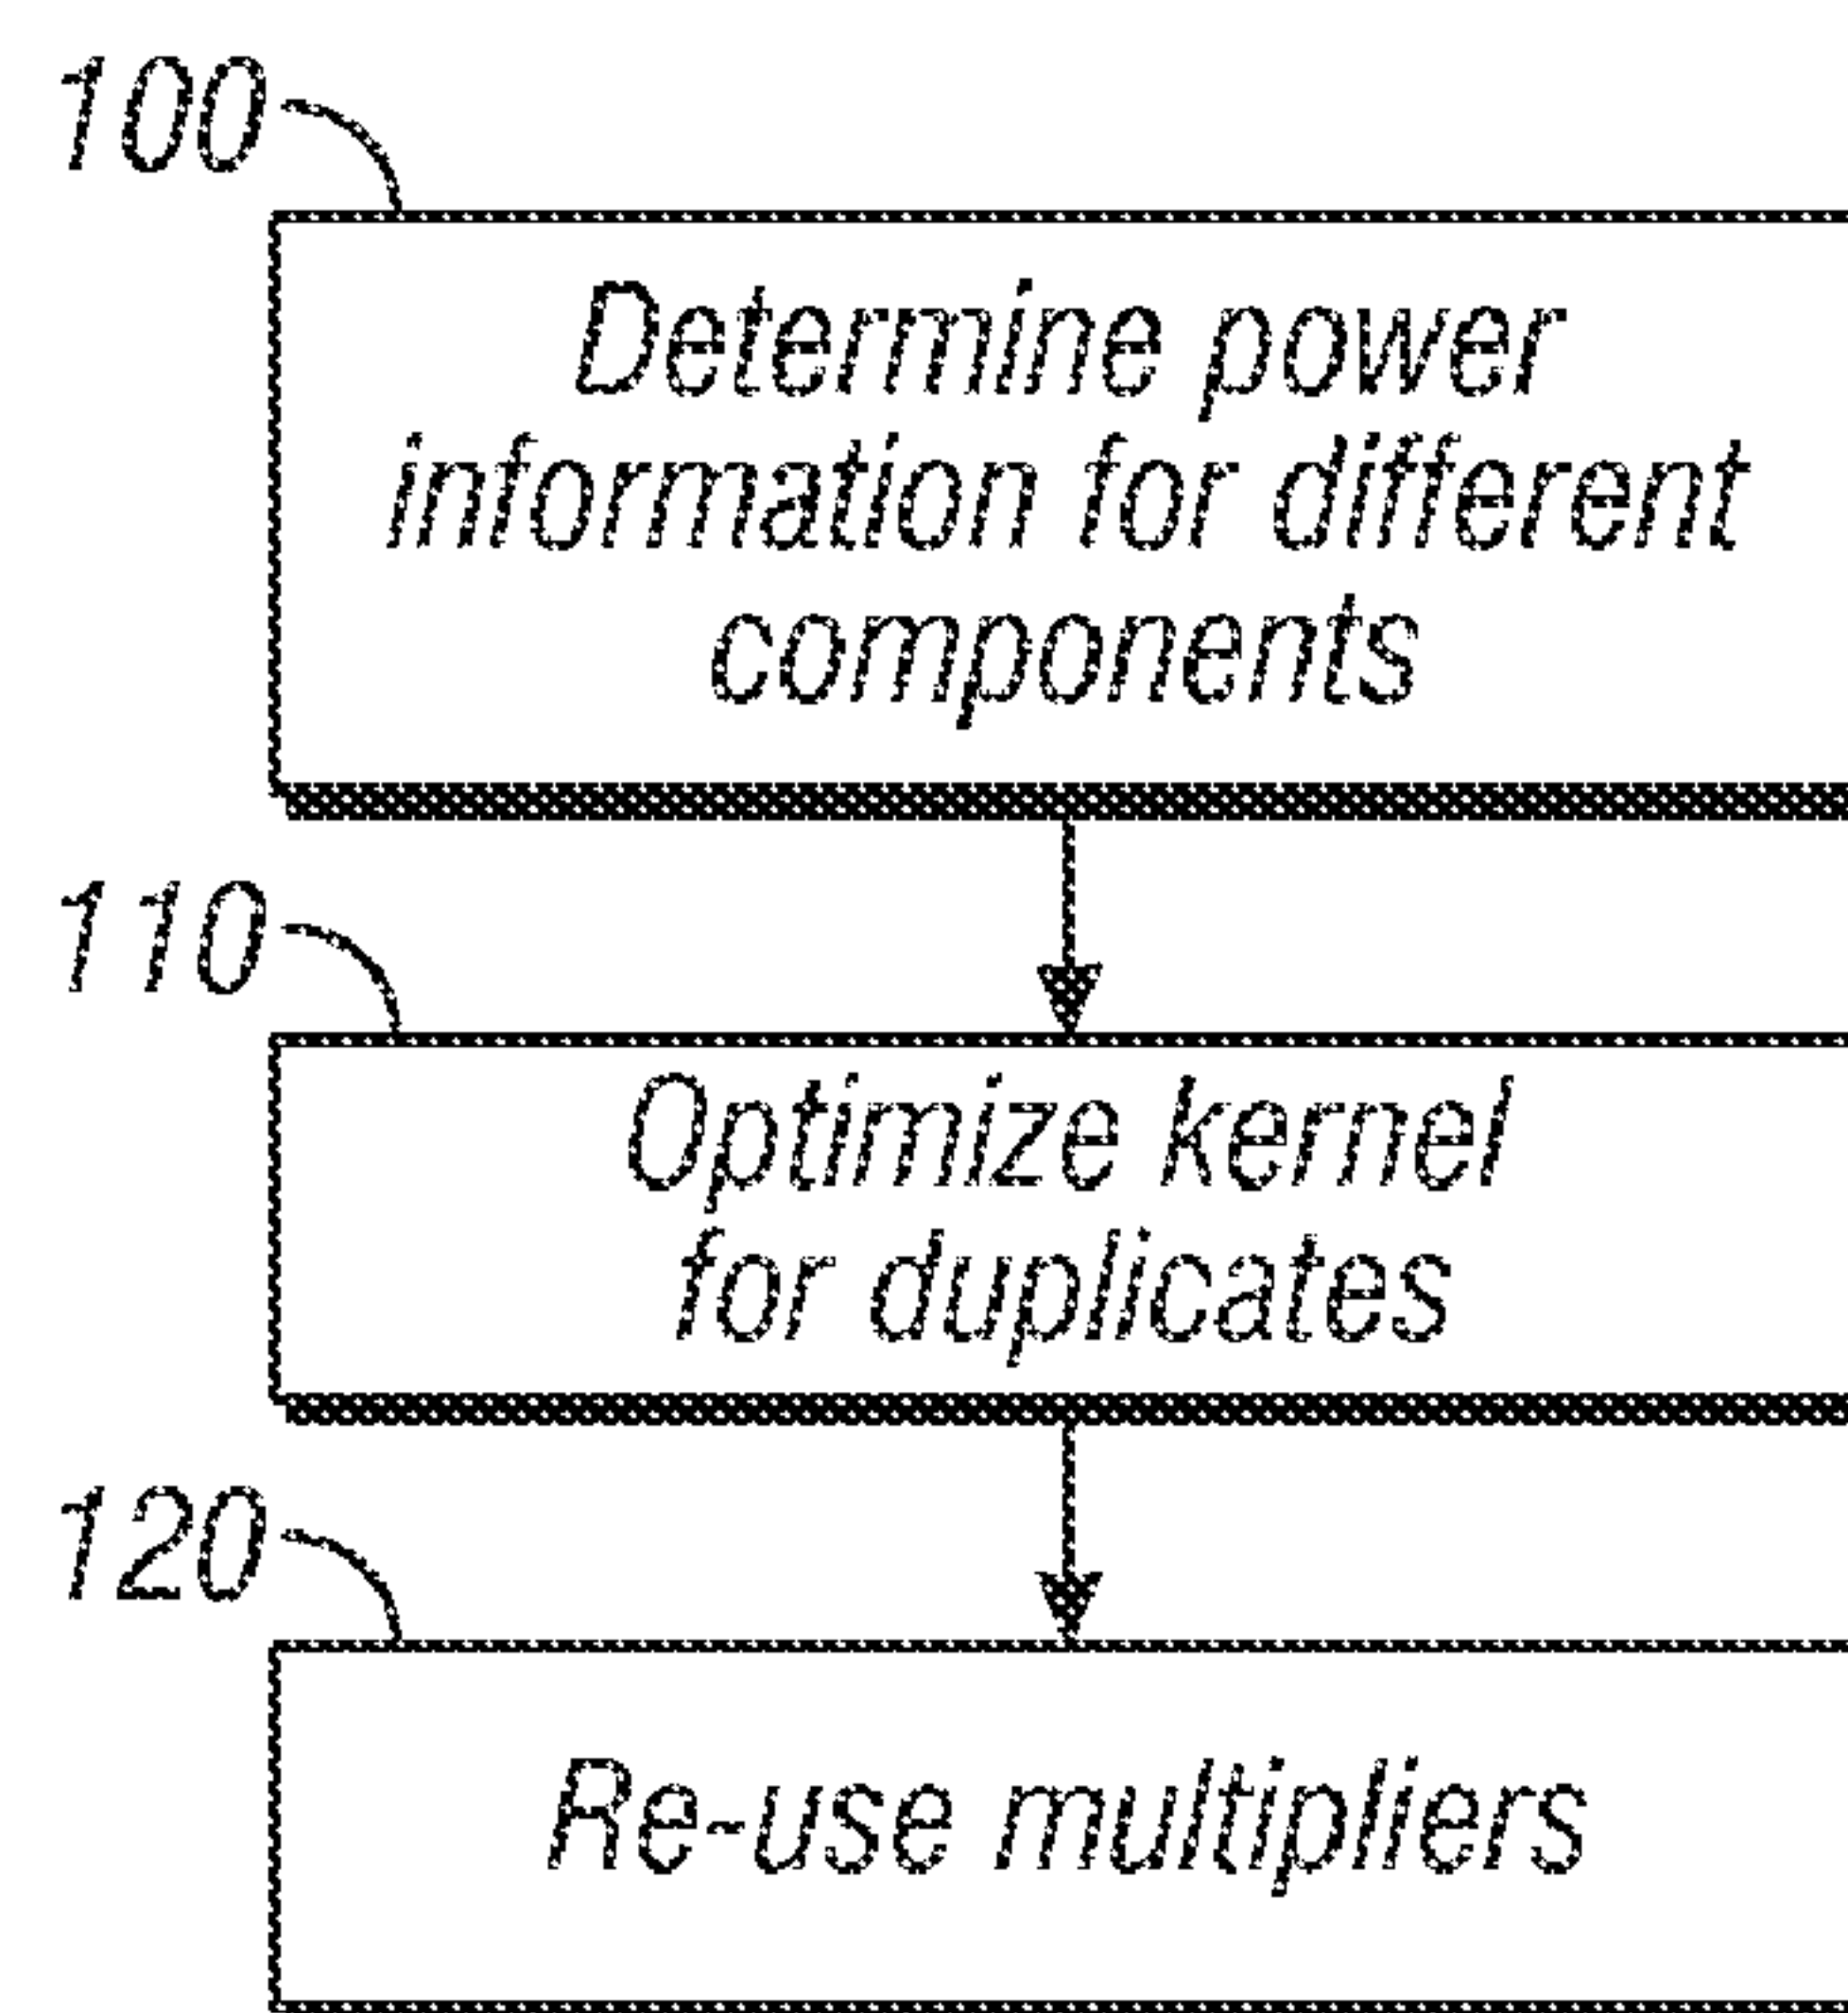 100
Determine power
information for different
components
110
Optimize kernel
for duplicates
120
Re-use multipliers